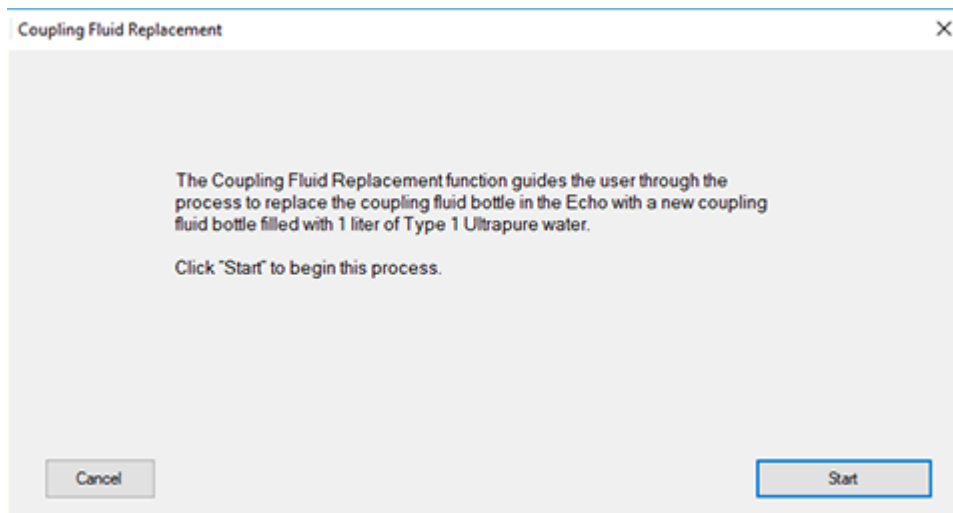 Coupling Fluid Replacement
The Coupling Fluid Replacement function guides the user through the
process to replace the coupling fluid bottle in the Echo with a new coupling
fluid bottle filled with 1 liter of Type 1 Ultrapure water.
Click "Start" to begin this process.
Cancel
Start